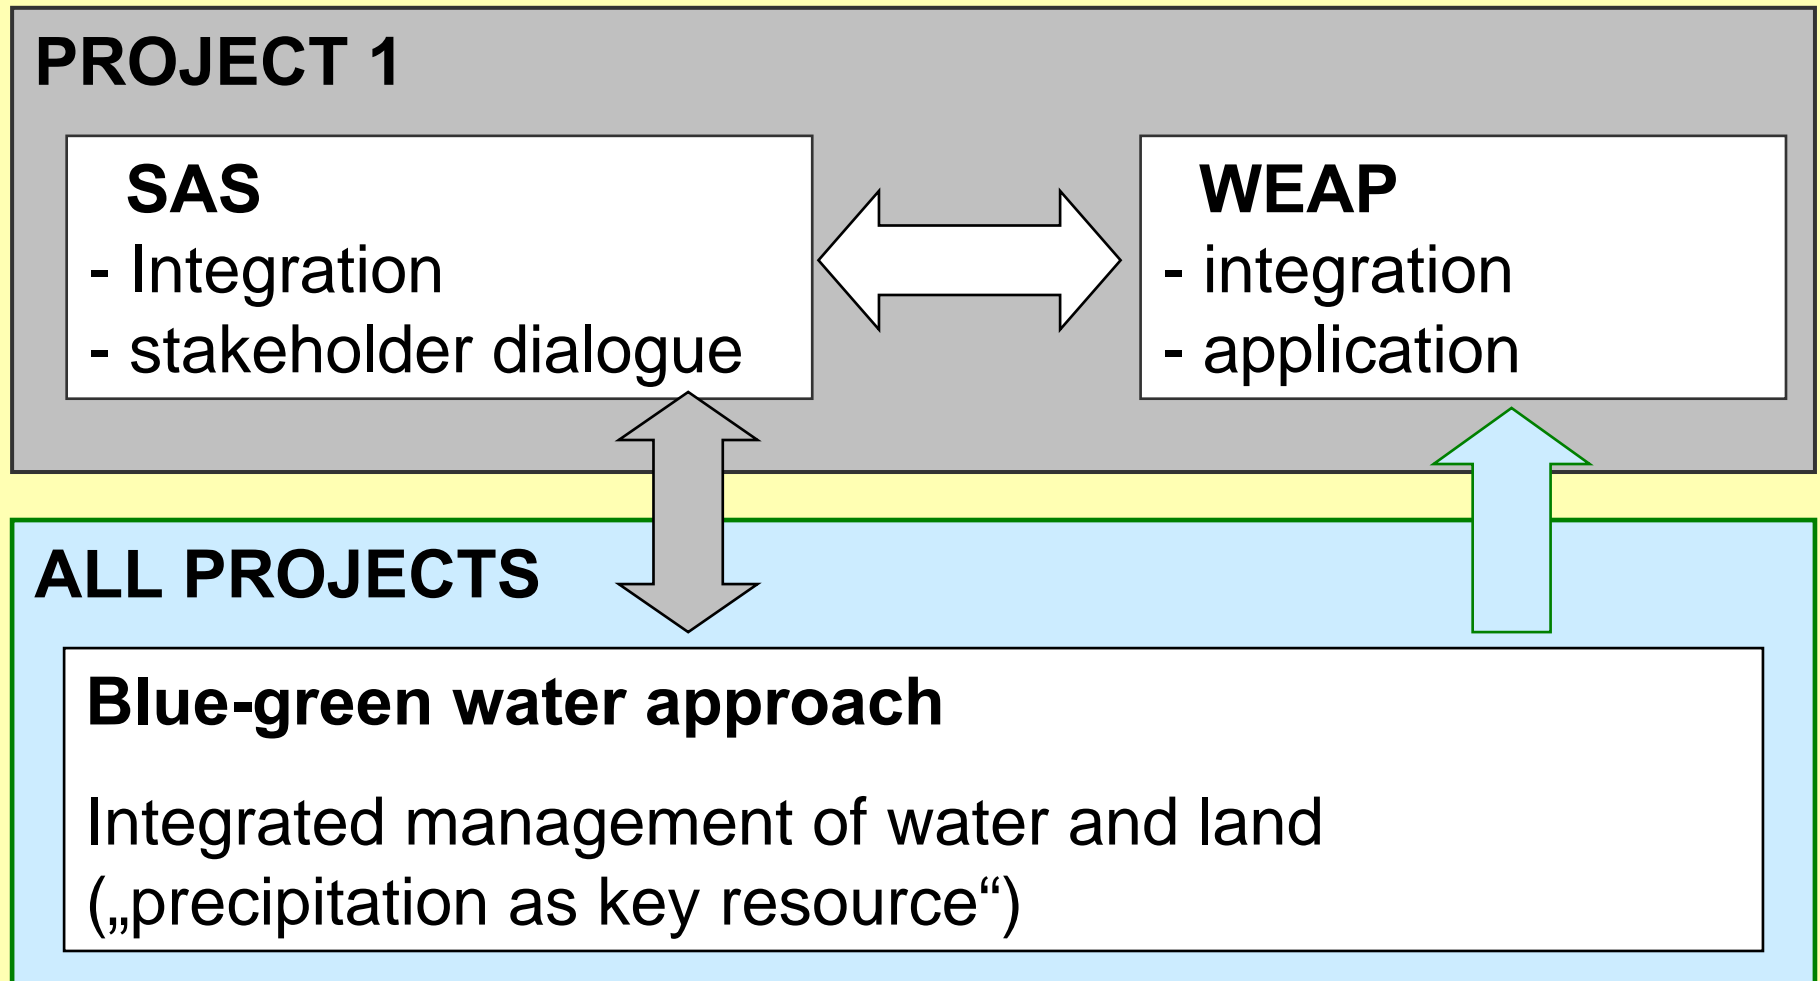 PROJECT 1
SAS
- Integration
- stakeholder dialogue
WEAP
- integration
- application
ALL PROJECTS
Blue-green water approach
Integrated management of water and land
(„precipitation as key resource“)